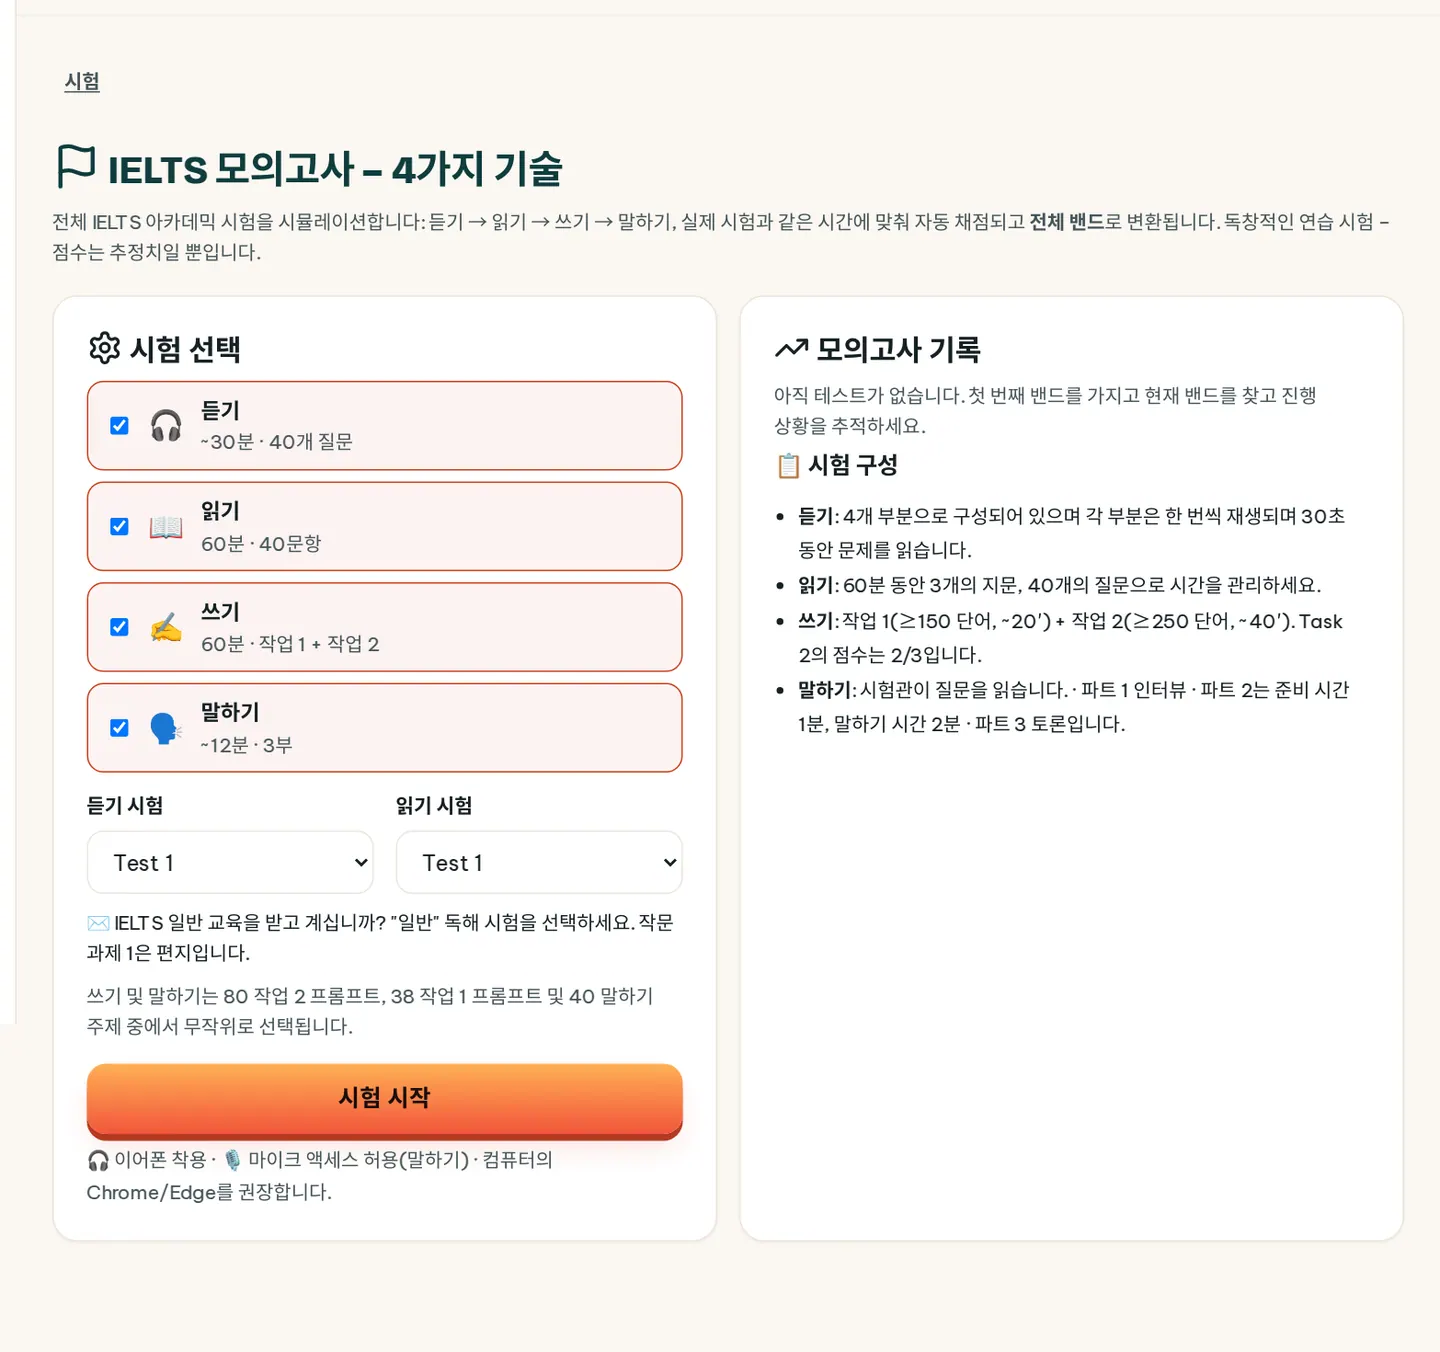 시험
IELTS 모의고사 – 4가지 기술
전체 IELTS 아카데믹 시험을 시뮬레이션합니다: 듣기 → 읽기 → 쓰기 → 말하기, 실제 시험과 같은 시간에 맞춰 자동 채점되고 전체 밴드로 변환됩니다. 독창적인 연습 시험 –
점수는 추정치일 뿐입니다.
시험 선택
듣기
~30분 · 40개 질문
읽기
60분 · 40문항
쓰기
60분 · 작업 1 + 작업 2
말하기
~12분 · 3부
듣기 시험
읽기 시험
Test 1
Test 1
✉️ IELTS 일반 교육을 받고 계십니까? "일반" 독해 시험을 선택하세요. 작문
과제 1은 편지입니다.
쓰기 및 말하기는 80 작업 2 프롬프트, 38 작업 1 프롬프트 및 40 말하기
주제 중에서 무작위로 선택됩니다.
시험 시작
🎧 이어폰 착용 · 🎙️ 마이크 액세스 허용(말하기) · 컴퓨터의
Chrome/Edge를 권장합니다.
모의고사 기록
아직 테스트가 없습니다. 첫 번째 밴드를 가지고 현재 밴드를 찾고 진행
상황을 추적하세요.
📋 시험 구성
• 듣기: 4개 부분으로 구성되어 있으며 각 부분은 한 번씩 재생되며 30초
동안 문제를 읽습니다.
• 읽기: 60분 동안 3개의 지문, 40개의 질문으로 시간을 관리하세요.
• 쓰기: 작업 1(≥150 단어, ~20′) + 작업 2(≥250 단어, ~40′). Task
2의 점수는 2/3입니다.
• 말하기: 시험관이 질문을 읽습니다. · 파트 1 인터뷰 · 파트 2는 준비 시간
1분, 말하기 시간 2분 · 파트 3 토론입니다.